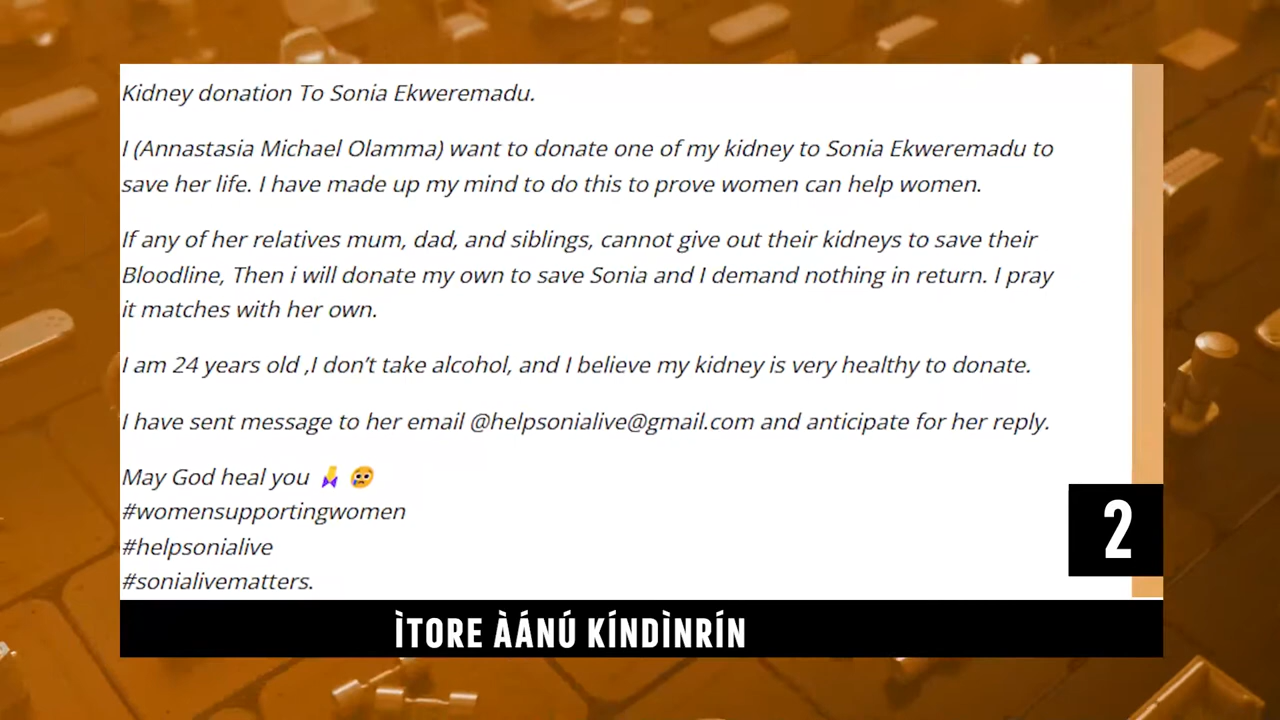 Kidney donation To Sonia Ekweremadu.
I (Annastasia Michael Olamma) want to donate one of my kidney to Sonia Ekweremadu to
save her life. I have made up my mind to do this to prove women can help women.
If any of her relatives mum, dad, and siblings, cannot give out their kidneys to save their
Bloodline, Then i will donate my own to save Sonia and I demand nothing in return. I pray
it matches with her own.
I am 24 years old ,I don’t take alcohol, and I believe my kidney is very healthy to donate.
I have sent message to her email @helpsonialive@gmail.com and anticipate for her reply.
May God heal you 🙏 😢
#womensupportingwomen
#helpsonialive
#sonialivematters.
2
ÌTORE ÀÁNÚ KÍNDÌNRÍN